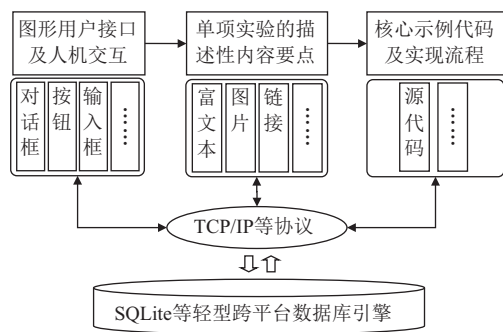 图形用户接口
及人机交互
单项实验的描
述性内容要点
核心示例代码
及实现流程
对话框
按钮
输入框
……
富文本
图片
链接
……
源代码
……
TCP/IP等协议
SQLite等轻型跨平台数据库引擎